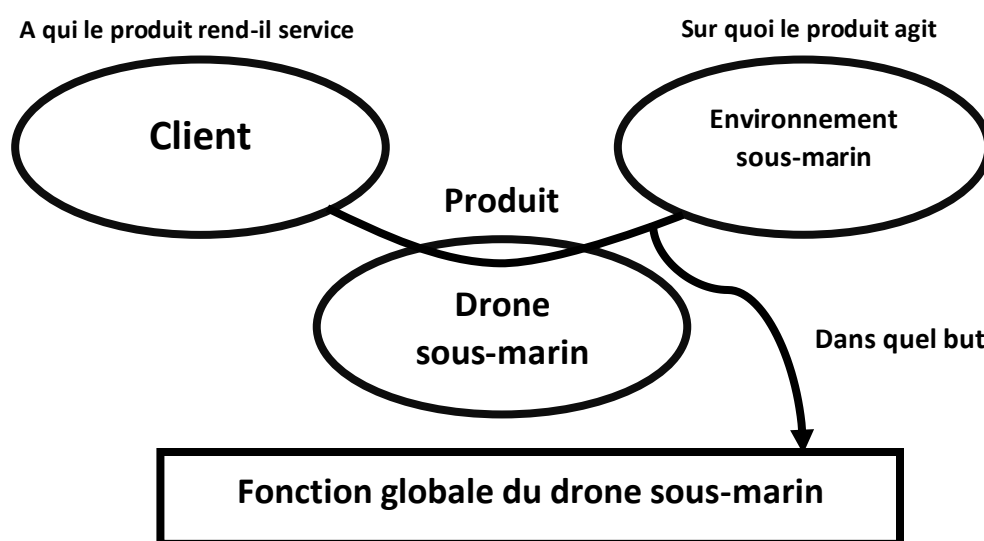 A qui le produit rend-il service
Sur quoi le produit agit
Client
Environnement
sous-marin
Produit
Drone
sous-marin
Dans quel but
Fonction globale du drone sous-marin